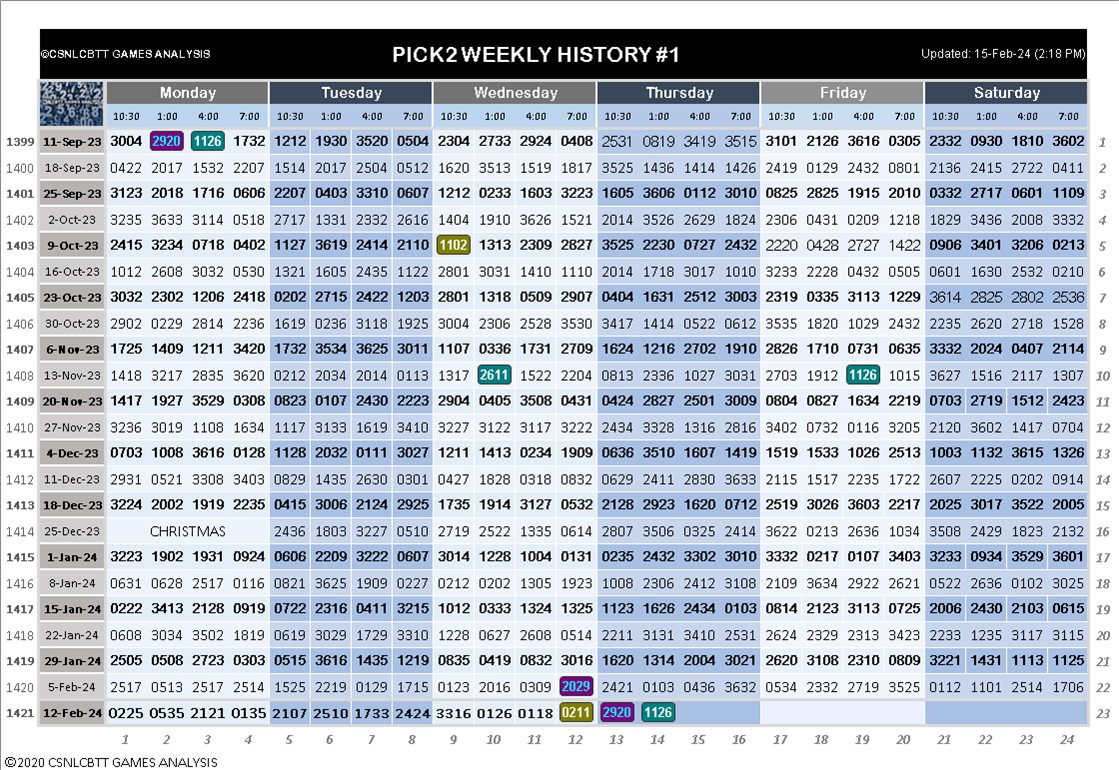 ©CSNLCBTT GAMES ANALYSIS PICK2 WEEKLY HISTORY #1 Updated: 15-Feb-24 (2:18 PM)
Monday Tuesday Wednesday Thursday Friday Saturday
10:30 1:00 4:00 7:00 10:30 1:00 4:00 7:00 10:30 1:00 4:00 7:00 10:30 1:00 4:00 7:00 10:30 1:00 4:00 7:00 10:30 1:00 4:00 7:00
1399 11-Sep-23 3004 2920 1126 1732 1212 1930 3520 0504 2304 2733 2924 0408 2531 0819 3419 3515 3101 2126 3616 0305 2332 0930 1810 3602 1
1400 18-Sep-23 0422 2017 1532 2207 1514 2017 2504 0512 1620 3513 1519 1817 3525 1436 1414 1426 2419 0129 2432 0801 2136 2415 2722 0411 2
1401 25-Sep-23 3123 2018 1716 0606 2207 0403 3310 0607 1212 0233 1603 3223 1605 3606 0112 3010 0825 2825 1915 2010 0332 2717 0601 1109 3
1402 2-Oct-23 3235 3633 3114 0518 2717 1331 2332 2616 1404 1910 3626 1521 2014 3526 2629 1824 2306 0431 0209 1218 1829 3436 2008 3332 4
1403 9-Oct-23 2415 3234 0718 0402 1127 3619 2414 2110 1102 1313 2309 2827 3525 2230 0727 2432 2220 0428 2727 1422 0906 3401 3206 0213 5
1404 16-Oct-23 1012 2608 3032 0530 1321 1605 2435 1122 2801 3031 1410 1110 2014 1718 3017 1010 3233 2228 0432 0505 0601 1630 2532 0210 6
1405 23-Oct-23 3032 2302 1206 2418 0202 2715 2422 1203 2801 1318 0509 2907 0404 1631 2512 3003 2319 0335 3113 1229 3614 2825 2802 2536 7
1406 30-Oct-23 2902 0229 2814 2236 1619 0236 3118 1925 3004 2306 2528 3530 3417 1414 0522 0612 3535 1820 1029 2432 2235 2620 2718 1528 8
1407 6-Nov-23 1725 1409 1211 3420 1732 3534 3625 3011 1107 0336 1731 2709 1624 1216 2702 1910 2826 1710 0731 0635 3332 2024 0407 2114 9
1408 13-Nov-23 1418 3217 2835 3620 0212 2034 2014 0113 1317 2611 1522 2204 0813 2336 1027 3031 2703 1912 1126 1015 3627 1516 2117 1307 10
1409 20-Nov-23 1417 1927 3529 0308 0823 0107 2430 2223 2904 0405 3508 0431 0424 2827 2501 3009 0804 0827 1634 2219 0703 2719 1512 2423 11
1410 27-Nov-23 3236 3019 1108 1634 1117 3133 1619 3410 3227 3122 3117 3222 2434 3328 1316 2816 3402 0732 0116 3205 2120 3602 1417 0704 12
1411 4-Dec-23 0703 1008 3616 0128 1128 2032 0111 3027 1211 1413 0234 1909 0636 3510 1607 1419 1519 1533 1026 2513 1003 1132 3615 1326 13
1412 11-Dec-23 2931 0521 3308 3403 0829 1435 2630 0301 0427 1828 0318 0832 0629 2411 2830 3633 2115 1517 2235 1722 2607 2225 0202 0914 14
1413 18-Dec-23 3224 2002 1919 2235 0415 3006 2124 2925 1735 1914 3127 0532 2128 2923 1620 0712 2519 3026 3603 2217 2025 3017 3522 2005 15
1414 25-Dec-23 CHRISTMAS 2436 1803 3227 0510 2719 2522 1335 0614 2807 3506 0325 2414 3622 0213 2636 1034 3508 2429 1823 2132 16
1415 1-Jan-24 3223 1902 1931 0924 0606 2209 3222 0607 3014 1228 1004 0131 0235 2432 3302 3010 3332 0217 0107 3403 3233 0934 3529 3601 17
1416 8-Jan-24 0631 0628 2517 0116 0821 3625 1909 0227 0212 0202 1305 1923 1008 2306 2412 3108 2109 3634 2922 2621 0522 2636 0102 3025 18
1417 15-Jan-24 0222 3413 2128 0919 0722 2316 0411 3215 1012 0333 1324 1325 1123 1626 2434 0103 0814 2123 3113 0725 2006 2430 2103 0615 19
1418 22-Jan-24 0608 3034 3502 1819 0619 3029 1729 3310 1228 0627 2608 0514 2211 3131 3410 2531 2624 2329 2313 3423 2233 1235 3117 3115 20
1419 29-Jan-24 2505 0508 2723 0303 0515 3616 1435 1219 0835 0419 0832 3016 1620 1314 2004 3021 2620 3108 2310 0809 3221 1431 1113 1125 21
1420 5-Feb-24 2517 0513 2517 2514 1525 2219 0129 1715 0123 2016 0309 2029 2421 0103 0436 3632 0534 2332 2719 3525 0112 1101 2514 1706 22
1421 12-Feb-24 0225 0535 2121 0135 2107 2510 1733 2424 3316 0126 0118 0211 2920 1126 23
1 2 3 4 5 6 7 8 9 10 11 12 13 14 15 16 17 18 19 20 21 22 23 24
©2020 CSNLCBTT GAMES ANALYSIS